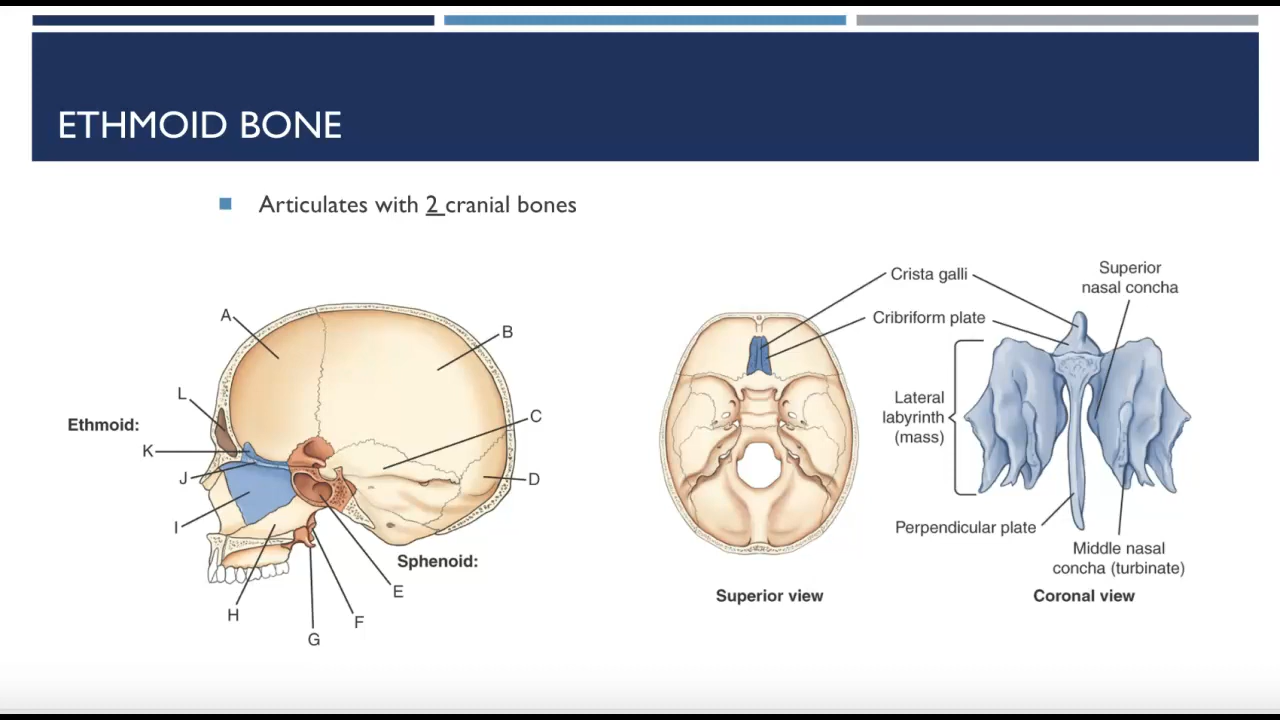 ETHMOID BONE
Articulates with 2 cranial bones
A
B
L
C
Ethmoid:
K
J
D
I
Sphenoid:
E
H
F
G
Crista galli
Superior
nasal concha
Cribriform plate
Lateral
labyrinth
(mass)
Perpendicular plate
Middle nasal
concha (turbinate)
Superior view
Coronal view